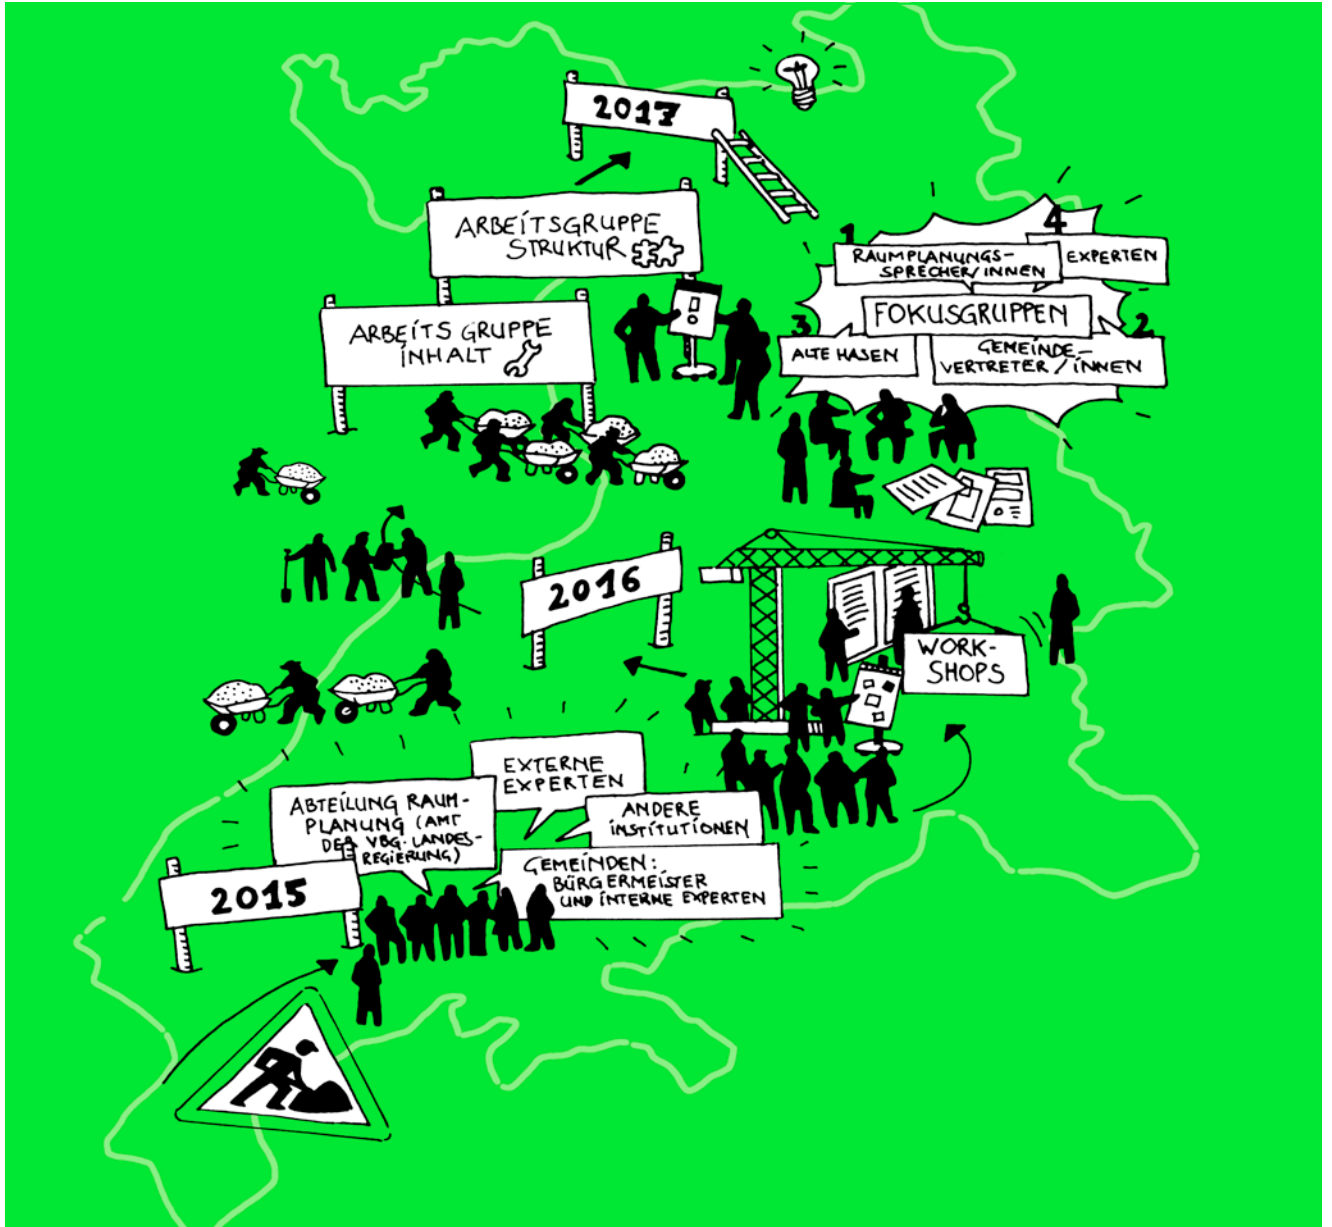 2017
ARBEITSGRUPPE
STRUKTUR
ARBEITS GRUPPE
INHALT
1
RAUMPLANUNGS-
SPRECHER/INNEN
4
EXPERTEN
FOKUSGRUPPEN
3
ALTE HASEN
2
GEMEINDE-
VERTRETER/INNEN
2016
WORK-
SHOPS
EXTERNE
EXPERTEN
ABTEILUNG RAUM-
PLANUNG (AMT
DER VBG. LANDES-
REGIERUNG)
ANDERE
INSTITUTIONEN
GEMEINDEN:
BÜRGERMEISTER
UND INTERNE EXPERTEN
2015